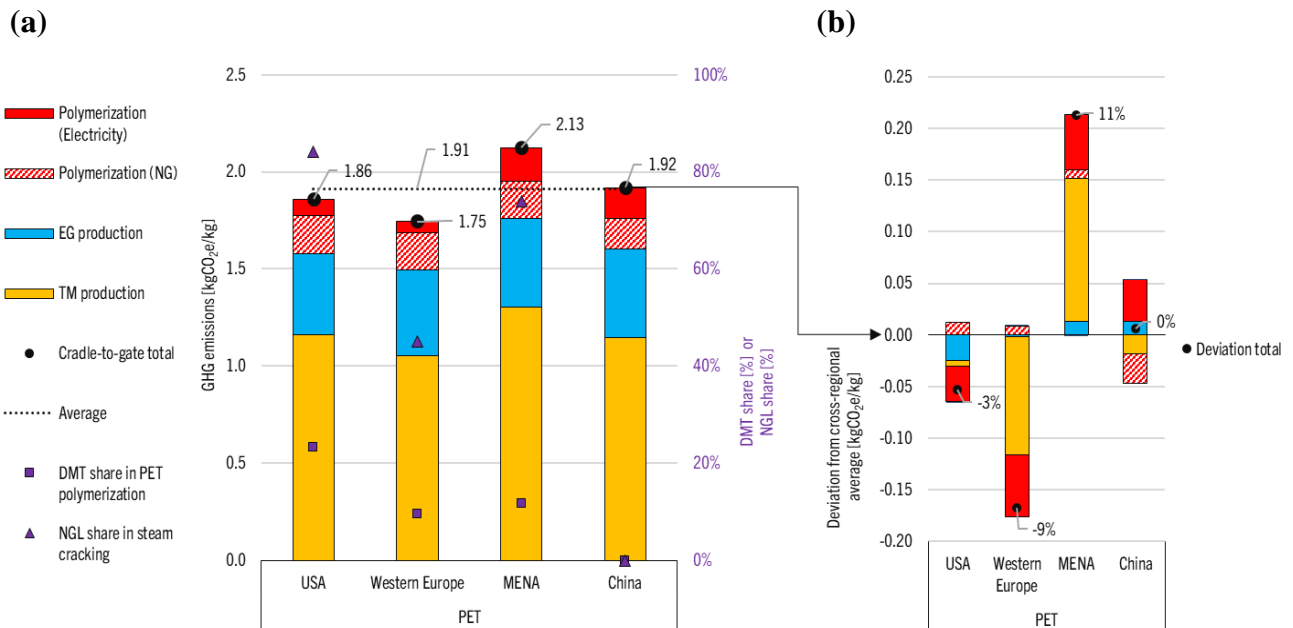 (a)
Polymerization
(Electricity)
Polymerization (NG)
EG production
TM production
Cradle-to-gate total
Average
DMT share in PET
polymerization
NGL share in steam
cracking
GHG emissions [kgCO₂e/kg]
2.5
2.0
1.5
1.0
0.5
0.0
1.86
1.91
1.75
2.13
1.92
100%
80%
60%
40%
20%
0%
DMT share [%] or
NGL share [%]
USA
Western Europe
MENA
China
PET
(b)
Deviation from cross-regional
average [kgCO₂e/kg]
0.25
0.20
0.15
0.10
0.05
0.00
-0.05
-0.10
-0.15
-0.20
-3%
-9%
11%
0%
Deviation total
USA
Western
Europe
MENA
China
PET